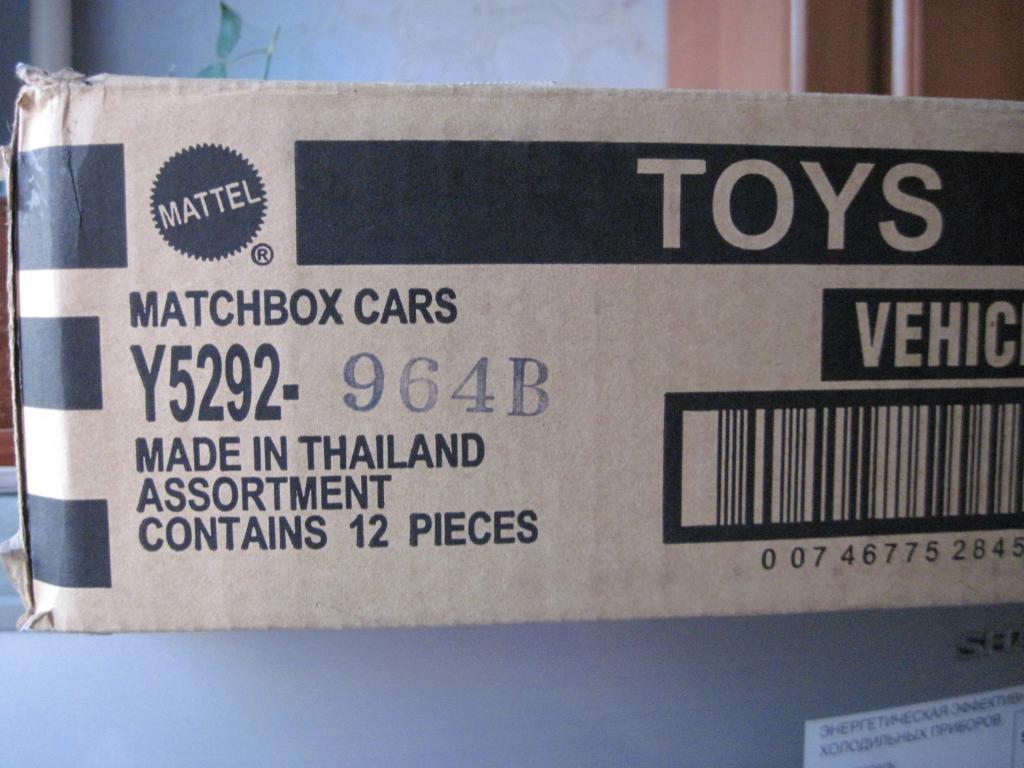 MATTEL
®
TOYS
MATCHBOX CARS
VEHIC
Y5292- 964B
MADE IN THAILAND
ASSORTMENT
CONTAINS 12 PIECES
0 07 46775 2845
ЭНЕРГЕТИЧЕСКАЯ ЭФФЕКТИВН
ХОЛОДИЛЬНЫХ ПРИБОРОВ